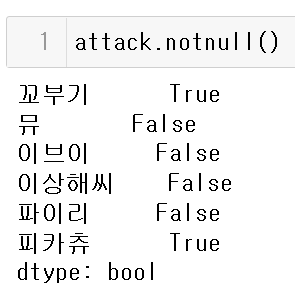 1 attack.notnull()
꼬부기 True
뮤 False
이브이 False
이상해씨 False
파이리 False
피카츄 True
dtype: bool